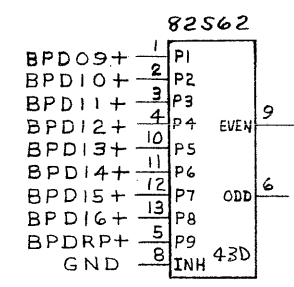 82S62
BPD09+ 1 P1
BPD10+ 2 P2
BPD11+ 3 P3
BPD12+ 4 P4 EVEN 9
BPD13+ 10 P5
BPD14+ 11 P6
BPD15+ 12 P7 ODD 6
BPD16+ 13 P8
BPDRP+ 5 P9
GND 8 INH 43D